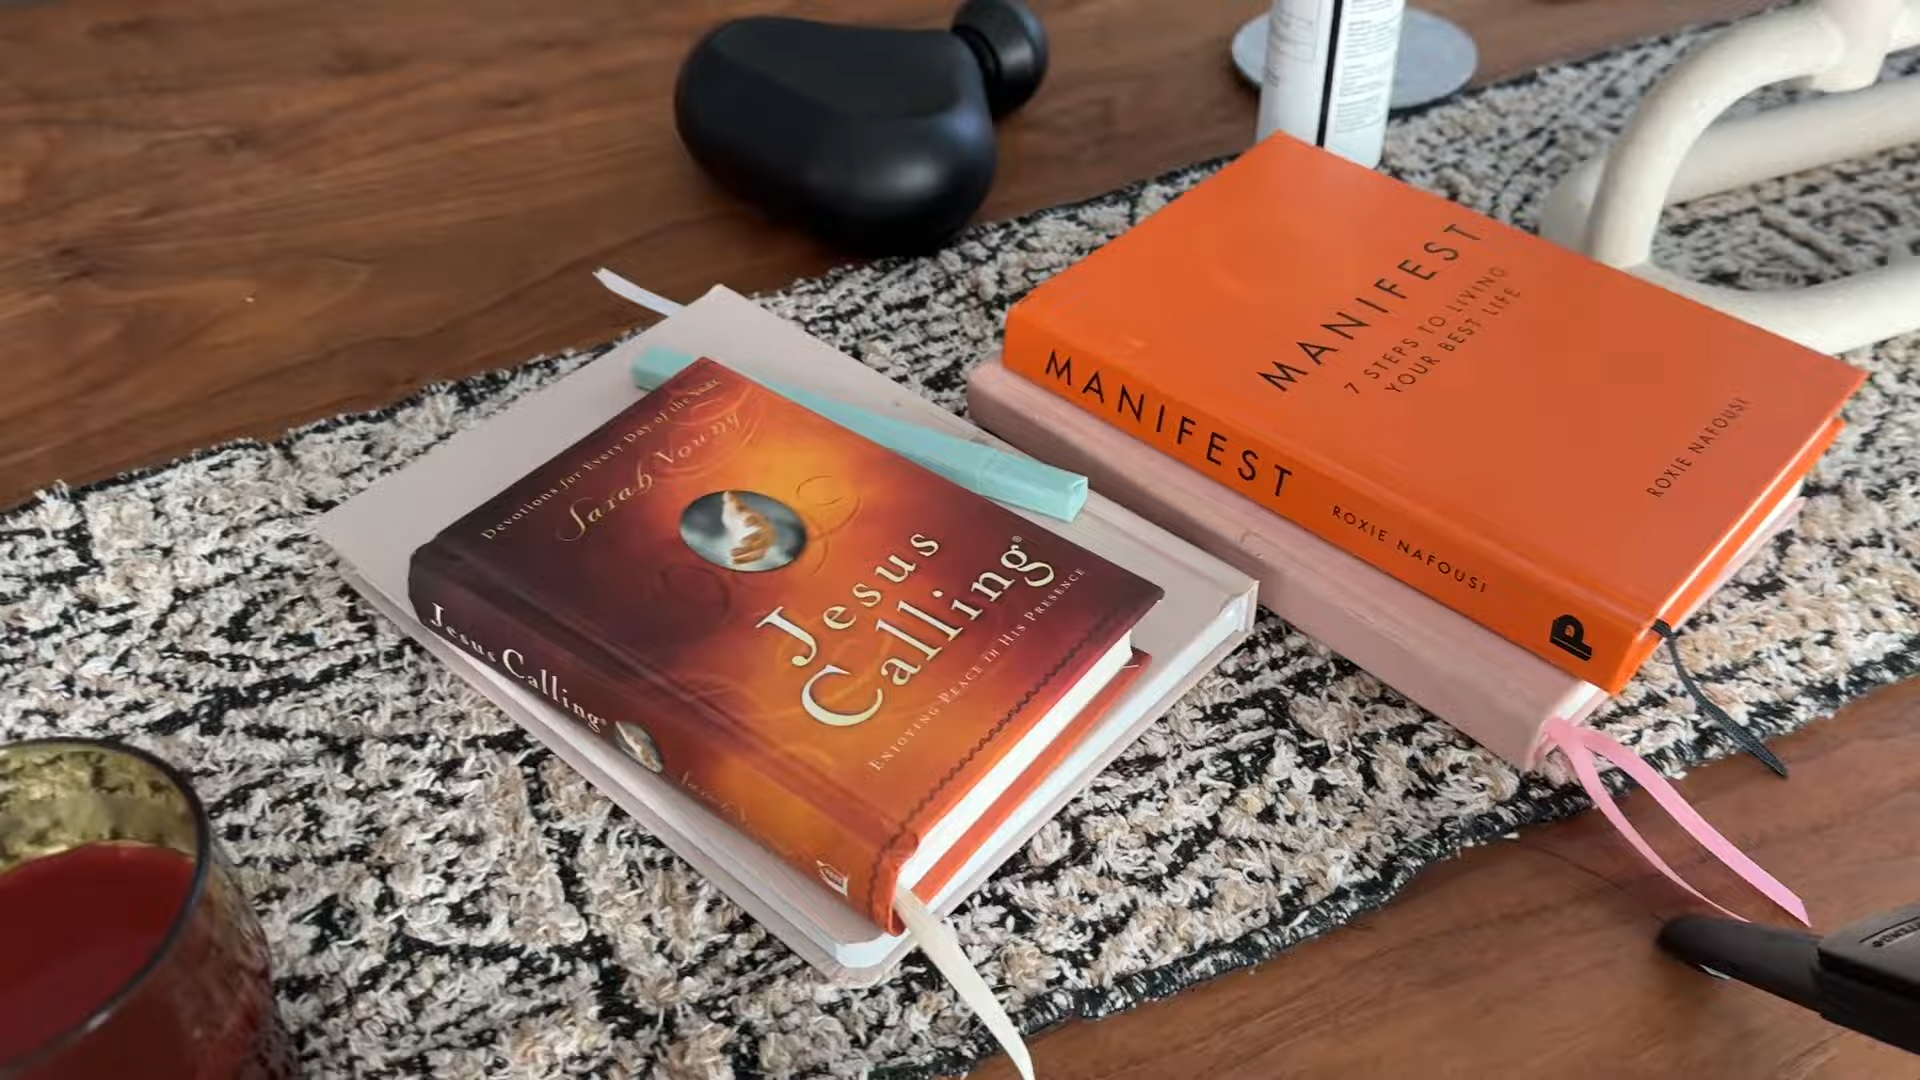 Devotions for Every Day of the Year
Sarah Young
Jesus
Calling®
Enjoying Peace in His Presence
Jesus Calling®
MANIFEST
7 STEPS TO LIVING
YOUR BEST LIFE
ROXIE NAFOUSI
MANIFEST ROXIE NAFOUSI